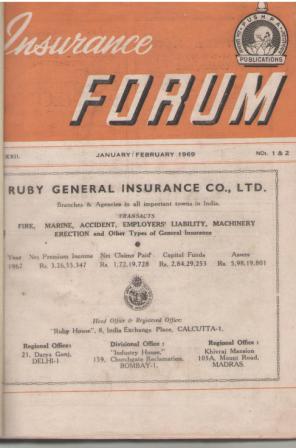 Insurance
FORUM
PUSHPA
PUBLICATIONS
XXII.
JANUARY/FEBRUARY 1969
NOs. 1 & 2
RUBY GENERAL INSURANCE CO., LTD.
Branches & Agencies in all important towns in India.
TRANSACTS
FIRE, MARINE, ACCIDENT, EMPLOYERS' LIABILITY, MACHINERY
ERECTION and Other Types of General Insurance
Year Net Premium Income Net Claims Paid Capital Funds Assets
1967 Rs. 3,26,55,347 Rs. 1,72,19,728 Rs. 2,84,29,253 Rs. 5,98,19,801
Head Office & Registered Office:
"Ruby House", 8, India Exchange Place, CALCUTTA-1.
Regional Office: Divisional Office : Regional Office :
21, Darya Ganj, "Industry House," Khivraj Mansion
DELHI-1 159, Churchgate Reclamation, 105A, Mount Road,
BOMBAY-1. MADRAS.